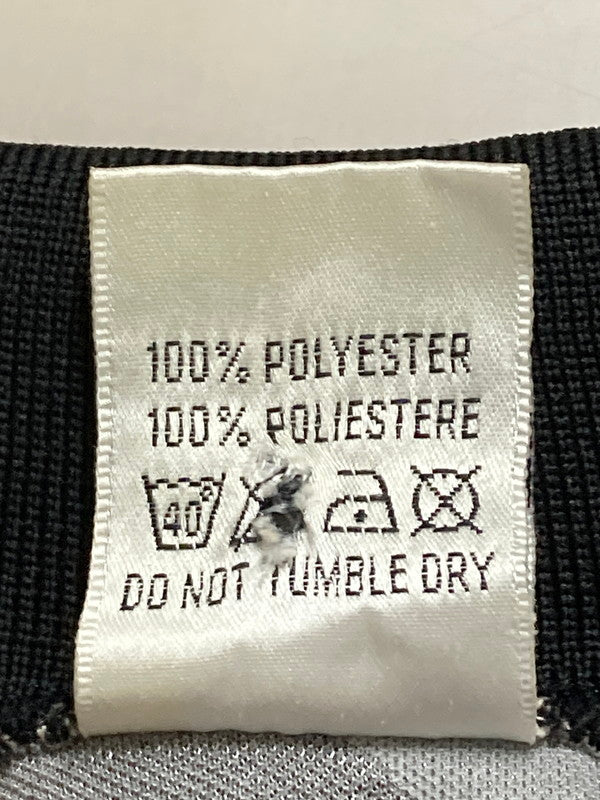 100% POLYESTER
100% POLIESTERE
40°
DO NOT TUMBLE DRY